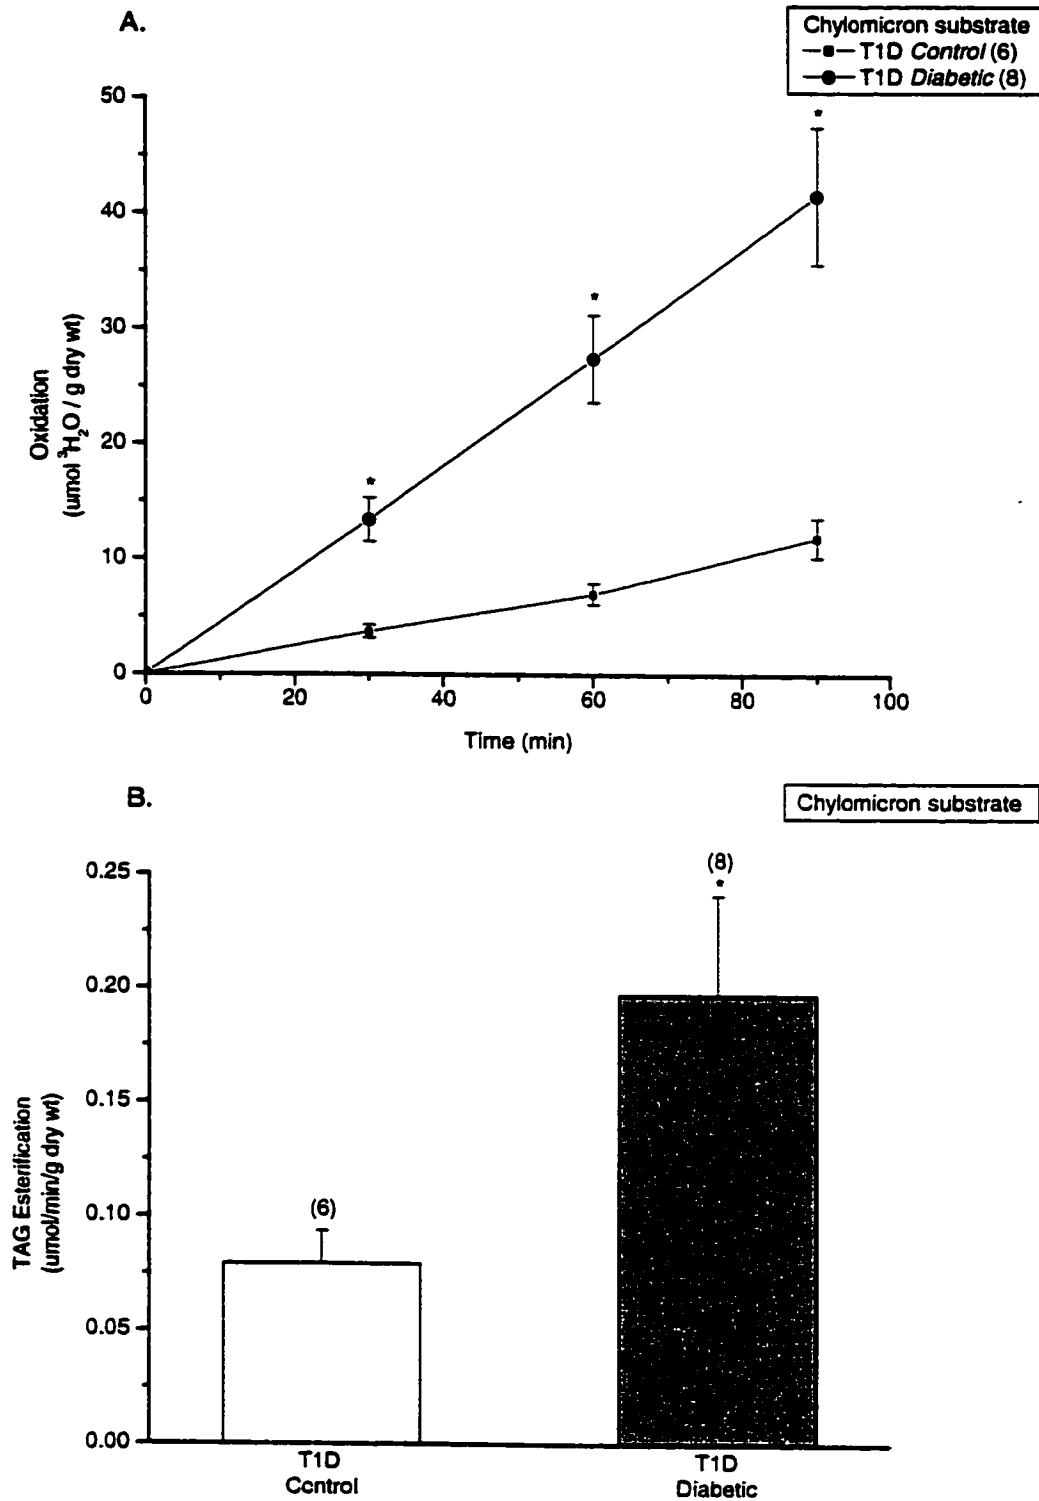 A.
Chylomicron substrate
T1D Control (6)
T1D Diabetic (8)
50
40
30
20
10
0
Oxidation
(umol ³H₂O / g dry wt)
*
*
*
0 20 40 60 80 100
Time (min)
B.
Chylomicron substrate
0.25
0.20
0.15
0.10
0.05
0.00
TAG Esterification
(umol/min/g dry wt)
(6)
(8)
*
T1D
Control
T1D
Diabetic